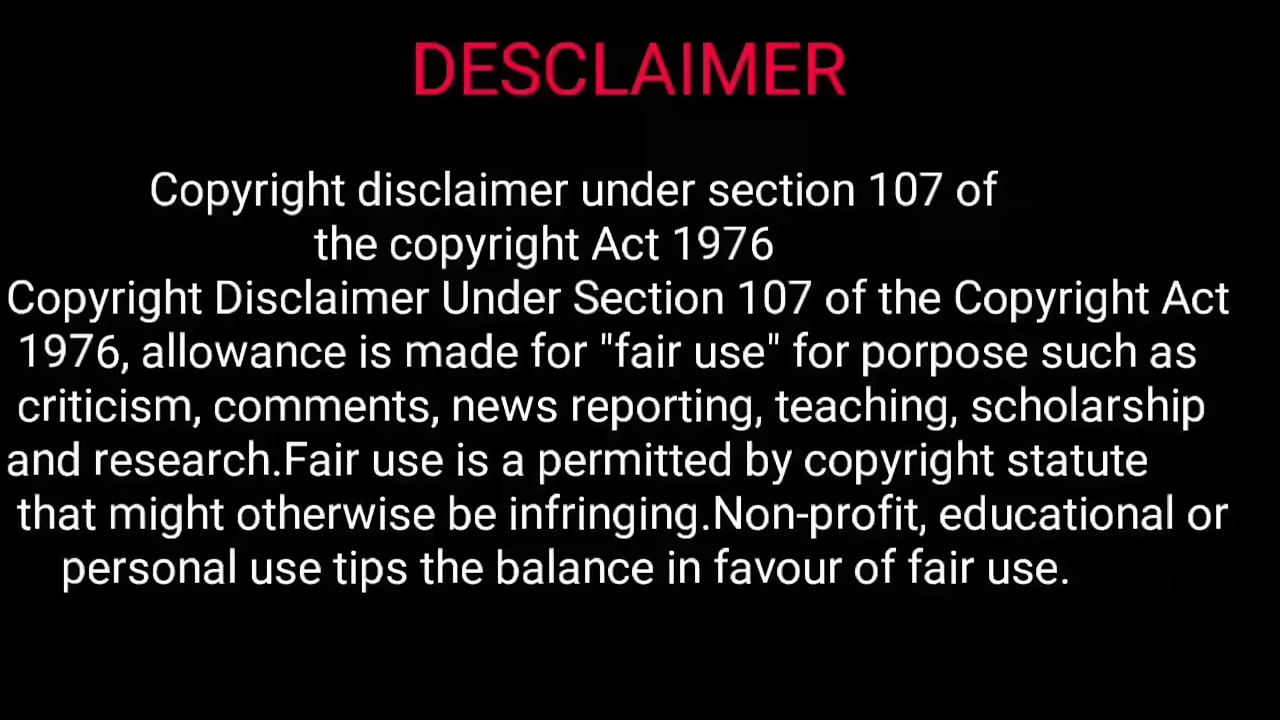 DESCLAIMER
Copyright disclaimer under section 107 of
the copyright Act 1976
Copyright Disclaimer Under Section 107 of the Copyright Act
1976, allowance is made for "fair use" for porpose such as
criticism, comments, news reporting, teaching, scholarship
and research.Fair use is a permitted by copyright statute
that might otherwise be infringing.Non-profit, educational or
personal use tips the balance in favour of fair use.